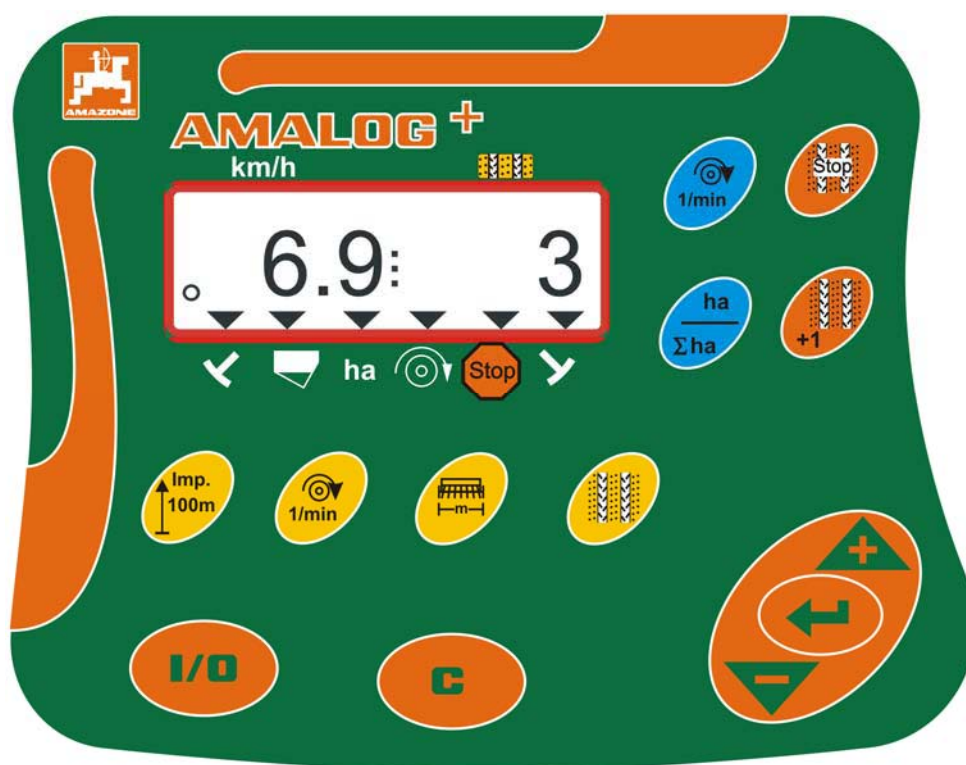 AMAZONE
AMALOG +
km/h
6.9 3
ha
Stop
1/min
Stop
ha
Σha
+1
Imp.
100m
1/min
m
I/O
C
+
-